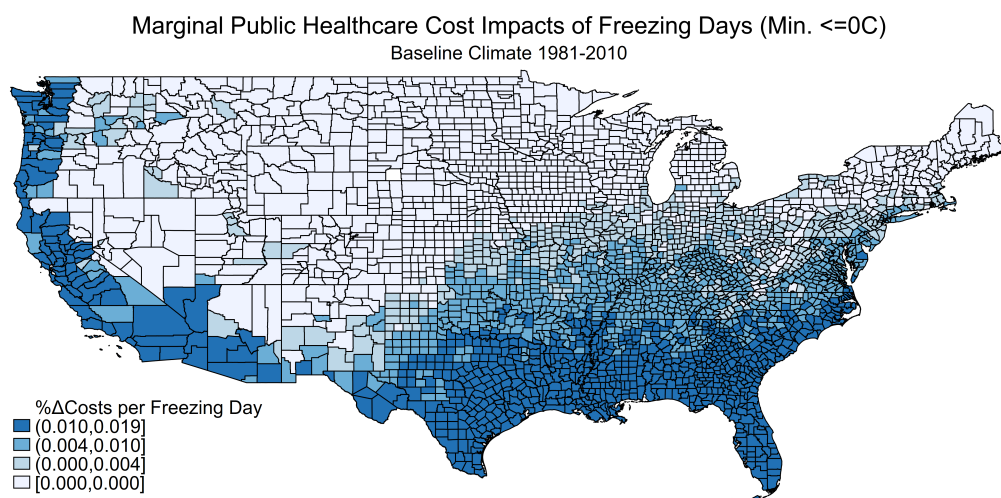 Marginal Public Healthcare Cost Impacts of Freezing Days (Min. <=0C)
Baseline Climate 1981-2010
%ΔCosts per Freezing Day
(0.010,0.019]
(0.004,0.010]
(0.000,0.004]
[0.000,0.000]